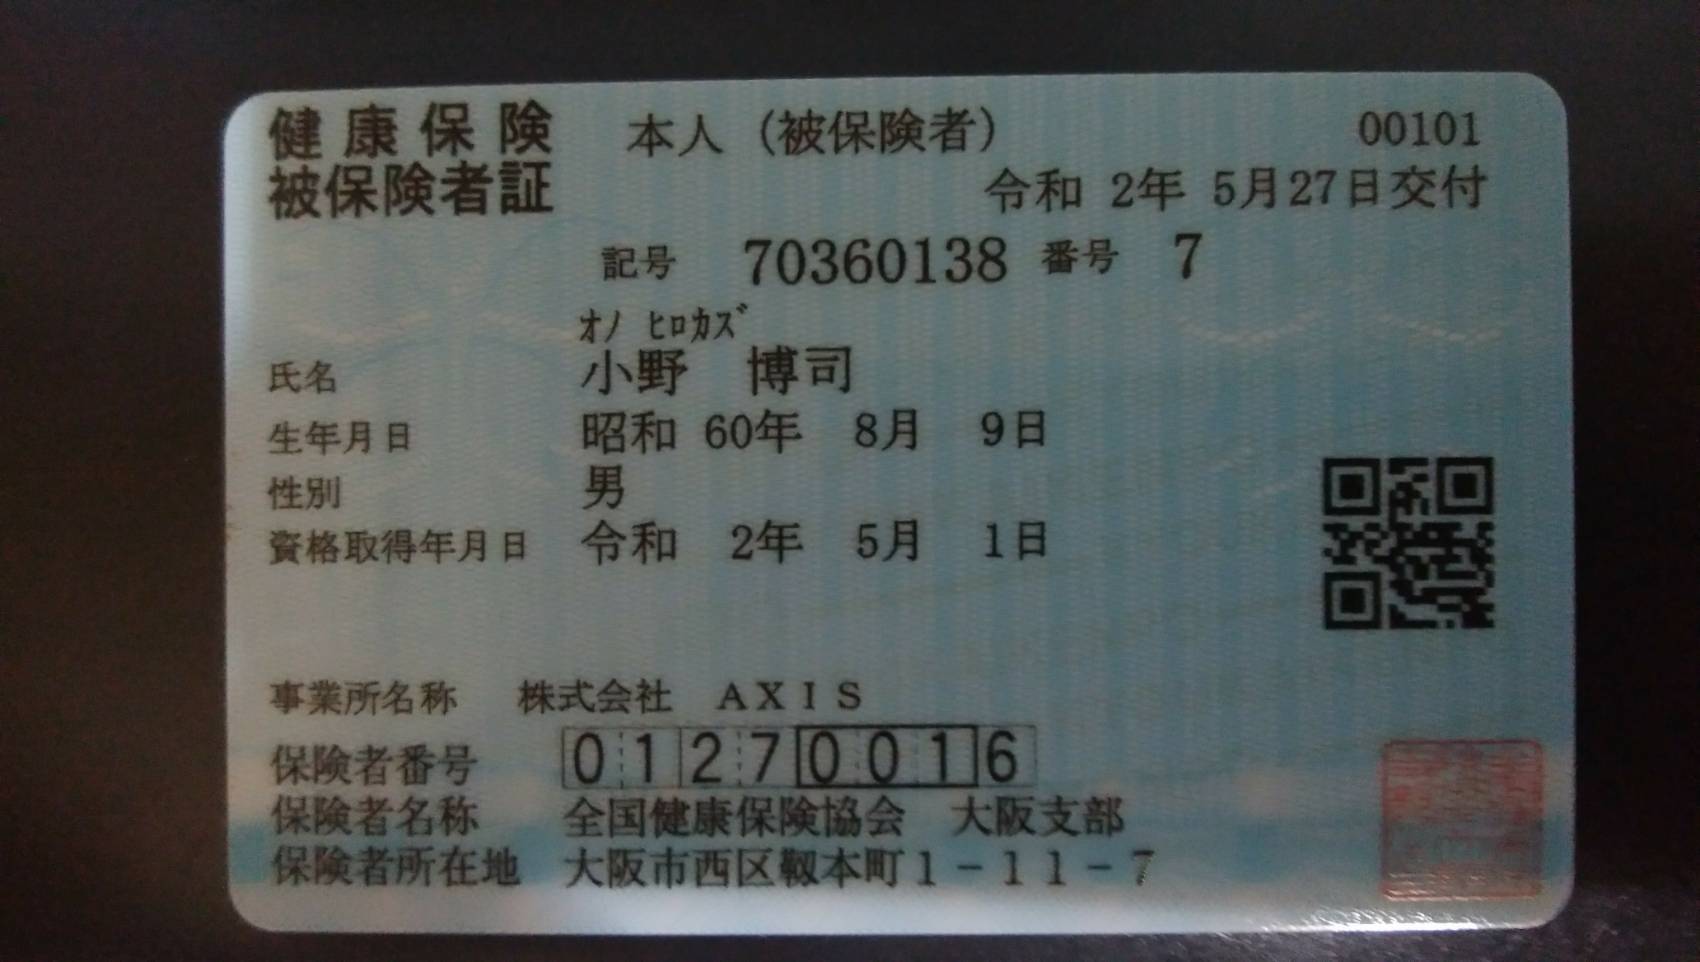 健康保険 本人（被保険者） 00101
被保険者証 令和 2年 5月27日交付
記号 70360138 番号 7
ｵﾉ ﾋﾛｶｽﾞ
氏名 小野 博司
生年月日 昭和 60年 8月 9日
性別 男
資格取得年月日 令和 2年 5月 1日
事業所名称 株式会社 ＡＸＩＳ
保険者番号 01270016
保険者名称 全国健康保険協会 大阪支部
保険者所在地 大阪市西区靱本町１－１１－７